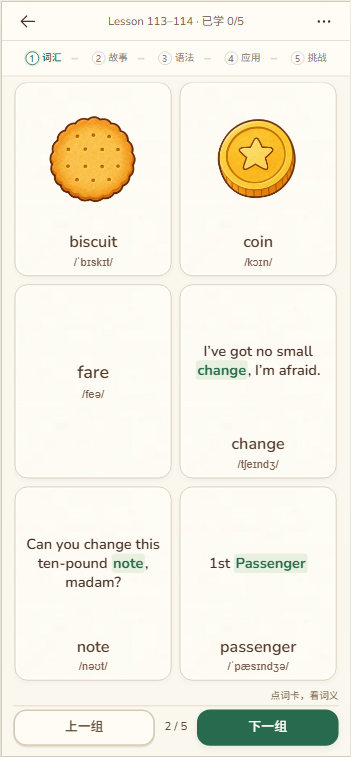 Lesson 113–114 · 已学 0/5
1 词汇 – 2 故事 – 3 语法 – 4 应用 – 5 挑战
biscuit
/ˈbɪskɪt/
coin
/kɔɪn/
fare
/feə/
I've got no small
change, I'm afraid.
change
/tʃeɪndʒ/
Can you change this
ten-pound note,
madam?
note
/nəʊt/
1st Passenger
passenger
/ˈpæsɪndʒə/
点词卡，看词义
上一组
2 / 5
下一组